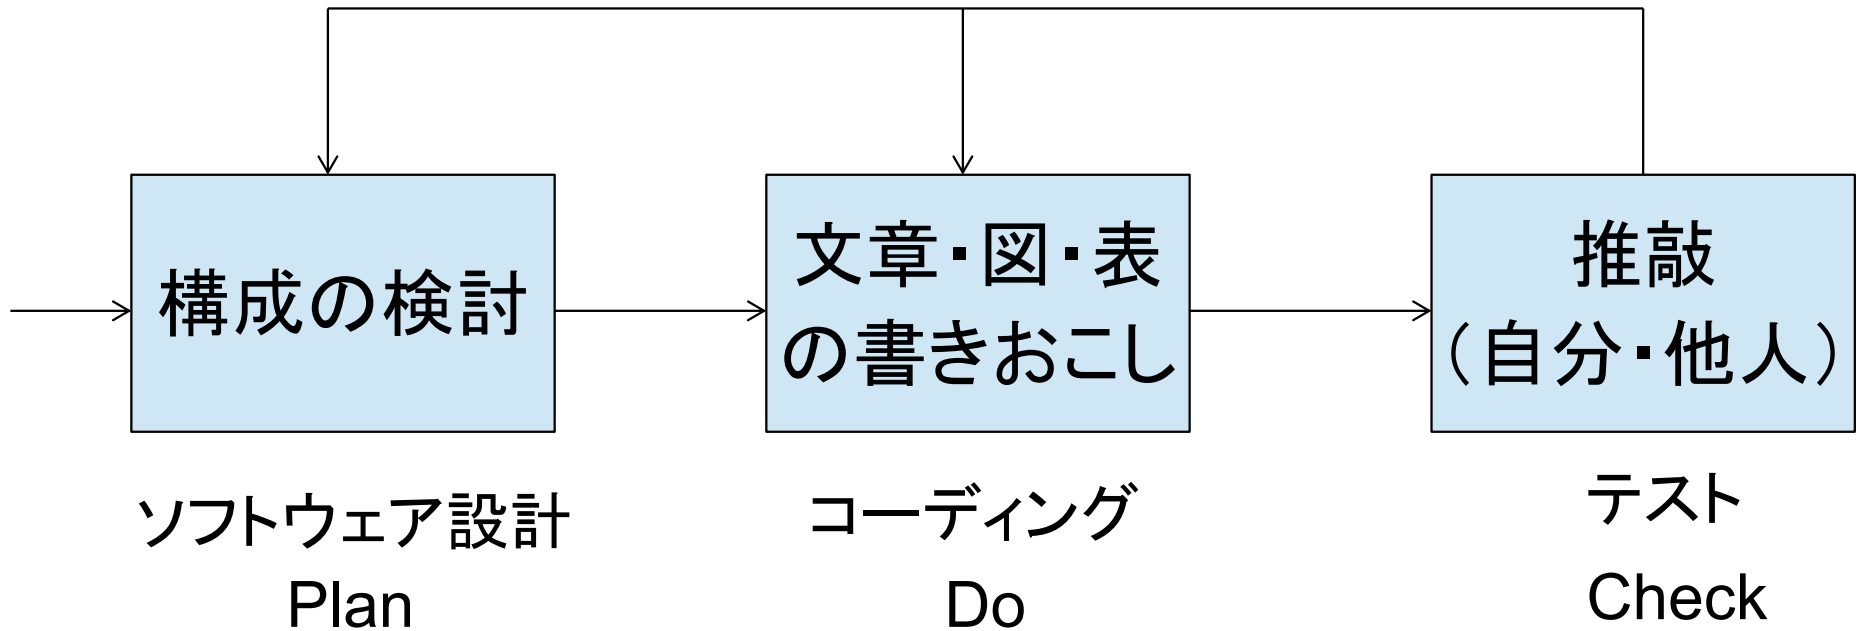 構成の検討
文章・図・表
の書きおこし
推敲
（自分・他人）
ソフトウェア設計
Plan
コーディング
Do
テスト
Check